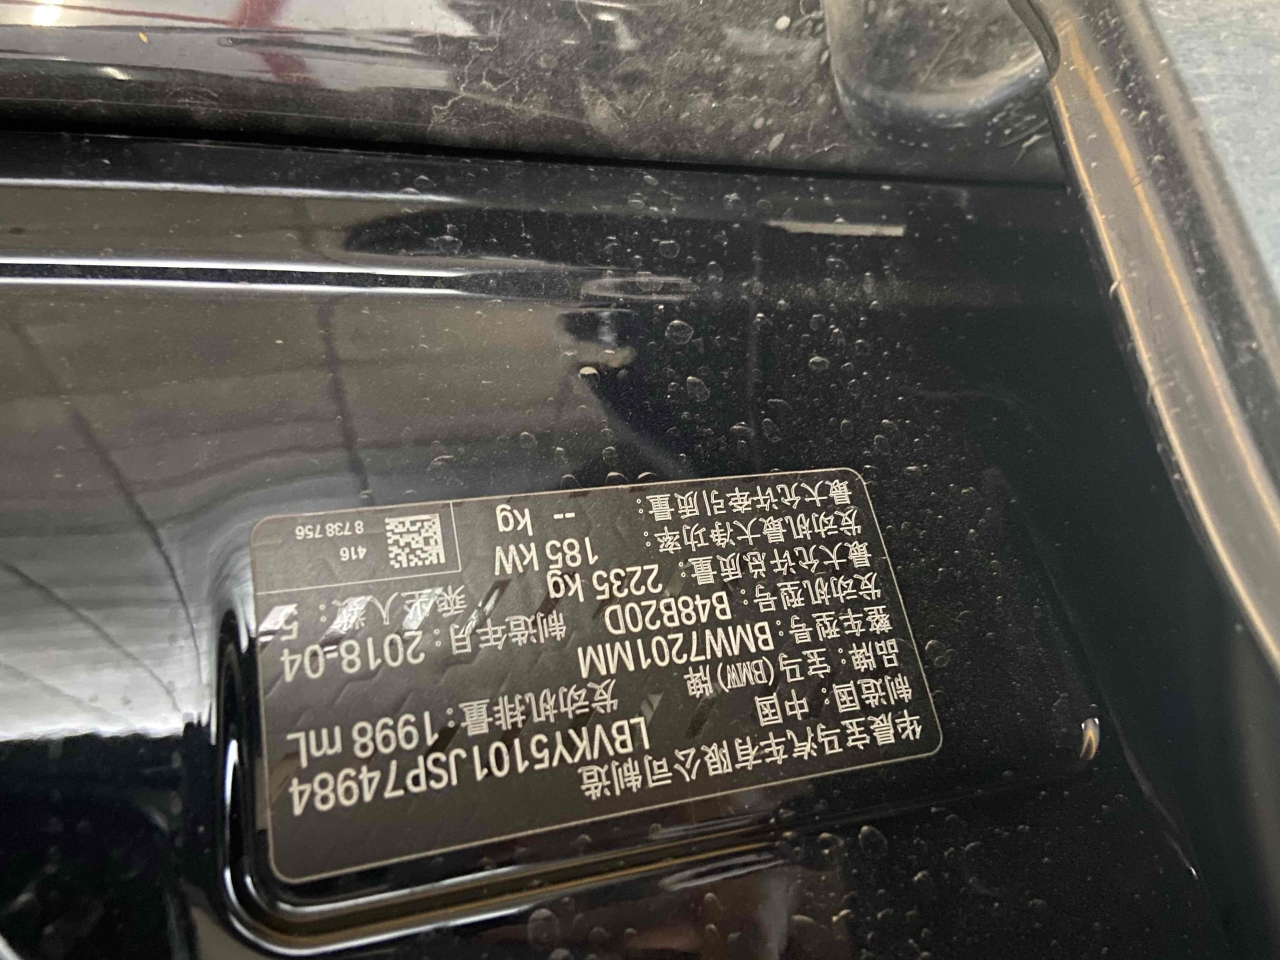 华晨宝马汽车有限公司制造
制造国：中国 LBVKY5101JSP74984
品牌：宝马(BMW)牌
整车型号：BMW7201MM 发动机排量：1998 mL
发动机型号：B48B20D 制造年月：2018-04
最大允许总质量：2235 kg 乘坐人数：5
发动机最大净功率：185 kW
最大允许牵引质量：-- kg
416
8 738 756